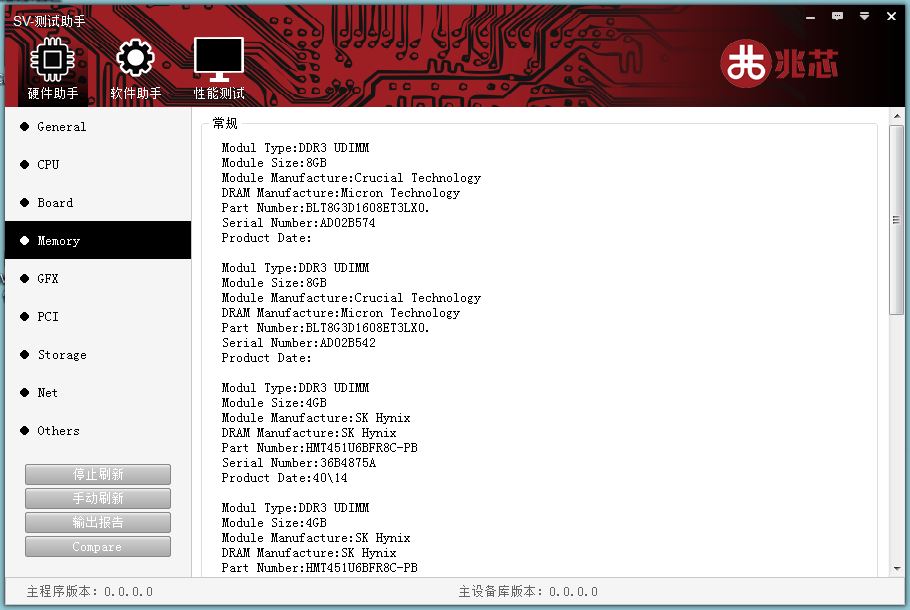 SV-测试助手
硬件助手
软件助手
性能测试
兆芯
General
CPU
Board
Memory
GFX
PCI
Storage
Net
Others
停止刷新
手动刷新
输出报告
Compare
常规
Modul Type:DDR3 UDIMM
Module Size:8GB
Module Manufacture:Crucial Technology
DRAM Manufacture:Micron Technology
Part Number:BLT8G3D1608ET3LX0.
Serial Number:AD02B574
Product Date:
Modul Type:DDR3 UDIMM
Module Size:8GB
Module Manufacture:Crucial Technology
DRAM Manufacture:Micron Technology
Part Number:BLT8G3D1608ET3LX0.
Serial Number:AD02B542
Product Date:
Modul Type:DDR3 UDIMM
Module Size:4GB
Module Manufacture:SK Hynix
DRAM Manufacture:SK Hynix
Part Number:HMT451U6BFR8C-PB
Serial Number:36B4875A
Product Date:40\14
Modul Type:DDR3 UDIMM
Module Size:4GB
Module Manufacture:SK Hynix
DRAM Manufacture:SK Hynix
Part Number:HMT451U6BFR8C-PB
主程序版本: 0.0.0.0
主设备库版本: 0.0.0.0